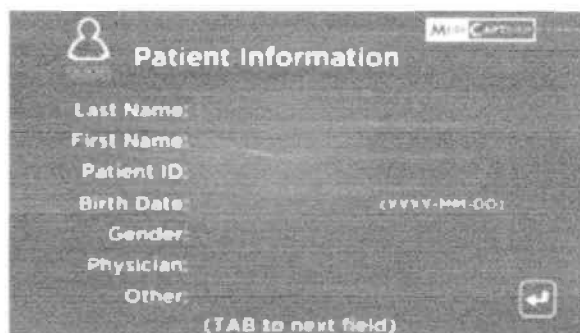 Patient Information
Last Name:
First Name:
Patient ID:
Birth Date: (YYYY-MM-DD)
Gender:
Physician:
Other:
(TAB to next field)